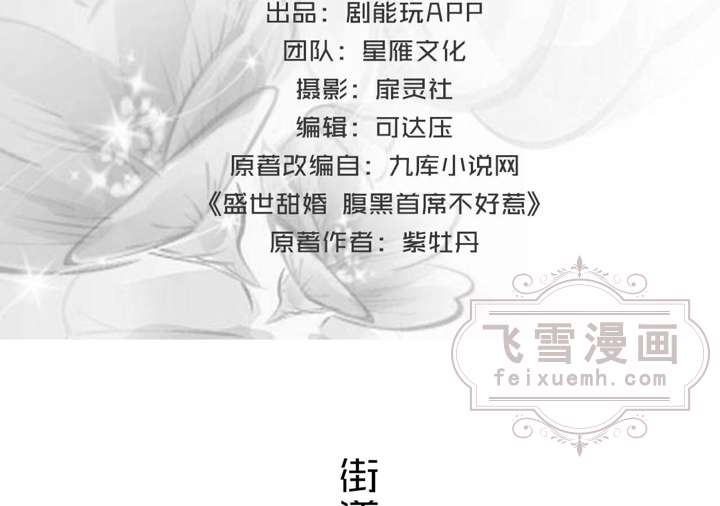 出品：剧能玩APP
团队：星雁文化
摄影：扉灵社
编辑：可达压
原著改编自：九库小说网
《盛世甜婚 腹黑首席不好惹》
原著作者：紫牡丹
飞雪漫画
feixuemh.com
街